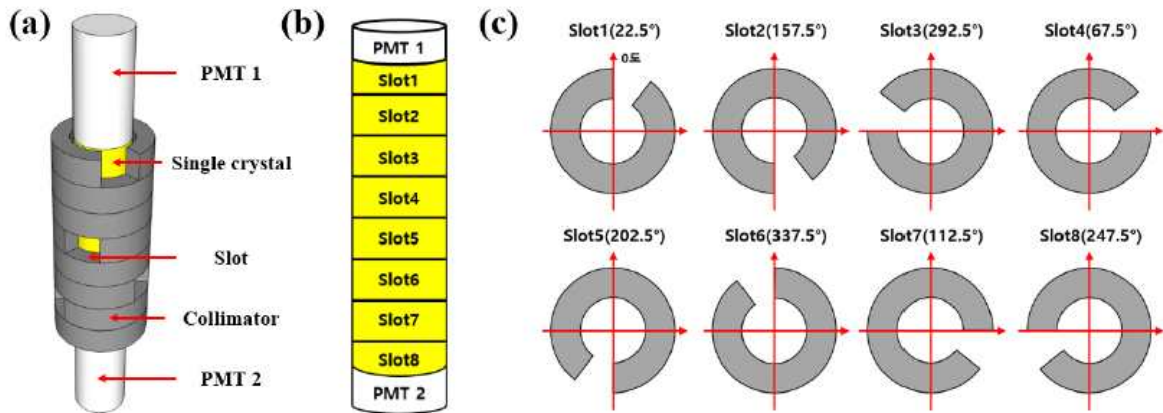 (a)
PMT 1
Single crystal
Slot
Collimator
PMT 2
(b)
PMT 1
Slot1
Slot2
Slot3
Slot4
Slot5
Slot6
Slot7
Slot8
PMT 2
(c)
Slot1(22.5°)
Slot2(157.5°)
Slot3(292.5°)
Slot4(67.5°)
0도
Slot5(202.5°)
Slot6(337.5°)
Slot7(112.5°)
Slot8(247.5°)